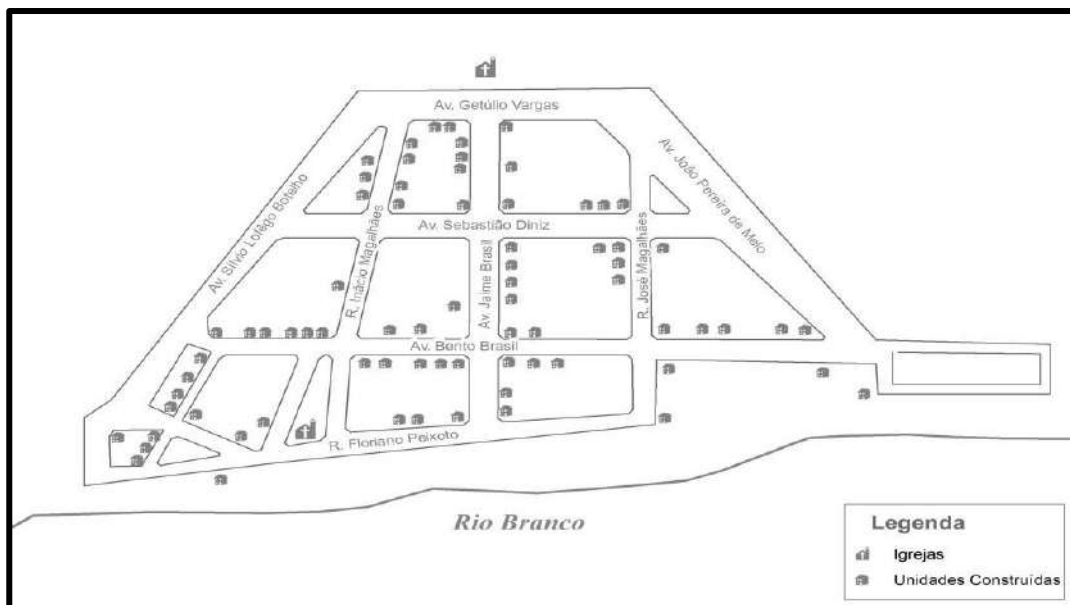 Av. Getúlio Vargas
Av. João Pereira de Melo
Av. Silvio Lofêgo Botelho
Av. Sebastião Diniz
R. Inácio Magalhães
Av. Jaime Brasil
R. José Magalhães
Av. Bento Brasil
R. Floriano Peixoto
Rio Branco
Legenda
Igrejas
Unidades Construídas